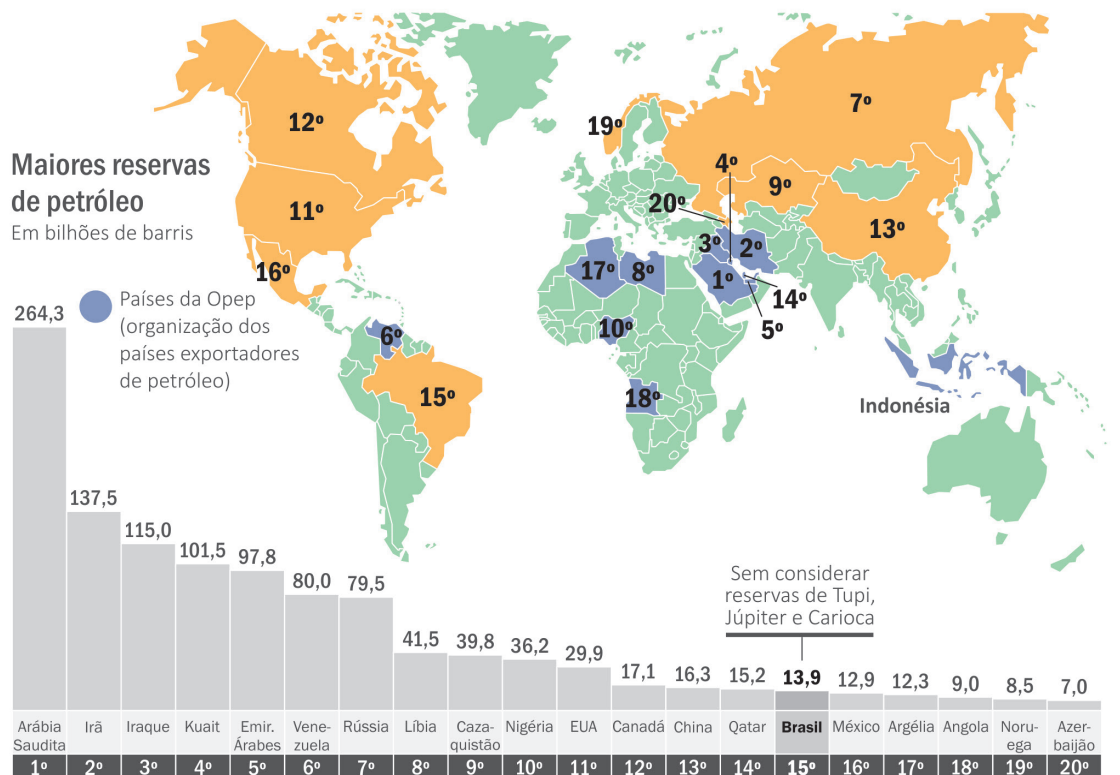 Maiores reservas
de petróleo
Em bilhões de barris
Países da Opep
(organização dos
países exportadores
de petróleo)
12º
11º
16º
6º
15º
19º
7º
4º
9º
20º
13º
3º
2º
17º
8º
1º
14º
5º
10º
18º
Indonésia
Sem considerar
reservas de Tupi,
Júpiter e Carioca
264,3
137,5
115,0
101,5
97,8
80,0
79,5
41,5
39,8
36,2
29,9
17,1
16,3
15,2
13,9
12,9
12,3
9,0
8,5
7,0
Arábia
Saudita
Irã
Iraque
Kuait
Emir.
Árabes
Vene-
zuela
Rússia
Líbia
Caza-
quistão
Nigéria
EUA
Canadá
China
Qatar
Brasil
México
Argélia
Angola
Noru-
ega
Azer-
baijão
1º 2º 3º 4º 5º 6º 7º 8º 9º 10º 11º 12º 13º 14º 15º 16º 17º 18º 19º 20º